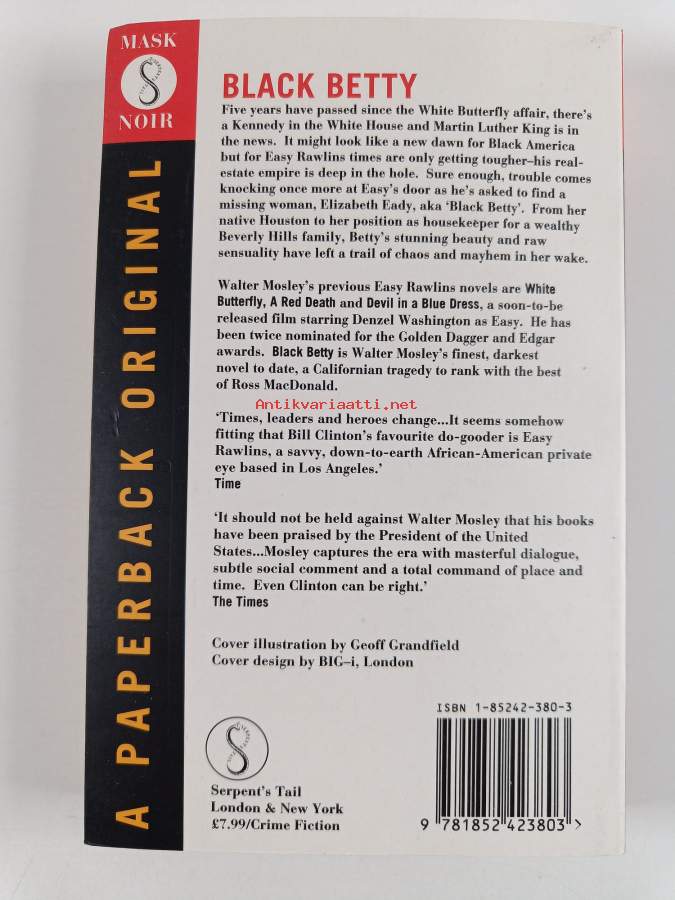 MASK
NOIR
A PAPERBACK ORIGINAL
BLACK BETTY
Five years have passed since the White Butterfly affair, there's
a Kennedy in the White House and Martin Luther King is in
the news. It might look like a new dawn for Black America
but for Easy Rawlins times are only getting tougher–his real-
estate empire is deep in the hole. Sure enough, trouble comes
knocking once more at Easy's door as he's asked to find a
missing woman, Elizabeth Eady, aka 'Black Betty'. From her
native Houston to her position as housekeeper for a wealthy
Beverly Hills family, Betty's stunning beauty and raw
sensuality have left a trail of chaos and mayhem in her wake.
Walter Mosley's previous Easy Rawlins novels are White
Butterfly, A Red Death and Devil in a Blue Dress, a soon-to-be
released film starring Denzel Washington as Easy. He has
been twice nominated for the Golden Dagger and Edgar
awards. Black Betty is Walter Mosley's finest, darkest
novel to date, a Californian tragedy to rank with the best
of Ross MacDonald.
Antikvariaatti.net
'Times, leaders and heroes change...It seems somehow
fitting that Bill Clinton's favourite do-gooder is Easy
Rawlins, a savvy, down-to-earth African-American private
eye based in Los Angeles.'
Time
'It should not be held against Walter Mosley that his books
have been praised by the President of the United
States...Mosley captures the era with masterful dialogue,
subtle social comment and a total command of place and
time. Even Clinton can be right.'
The Times
Cover illustration by Geoff Grandfield
Cover design by BIG–i, London
Serpent's Tail
London & New York
£7.99/Crime Fiction
ISBN 1-85242-380-3
9 781852 423803 >